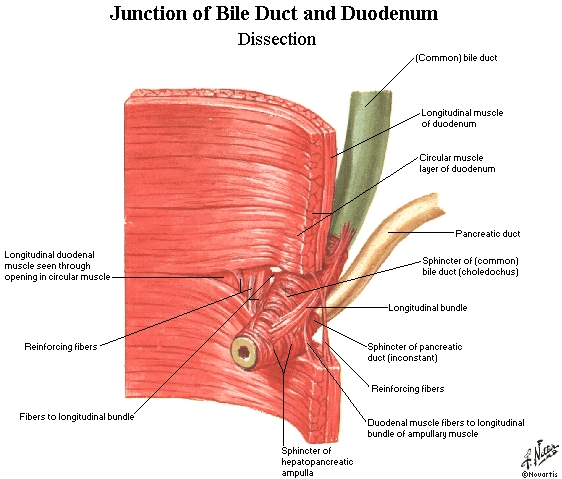 Junction of Bile Duct and Duodenum
Dissection
(Common) bile duct
Longitudinal muscle
of duodenum
Circular muscle
layer of duodenum
Pancreatic duct
Longitudinal duodenal
muscle seen through
opening in circular muscle
Sphincter of (common)
bile duct (choledochus)
Longitudinal bundle
Reinforcing fibers
Sphincter of pancreatic
duct (inconstant)
Reinforcing fibers
Fibers to longitudinal bundle
Duodenal muscle fibers to longitudinal
bundle of ampullary muscle
Sphincter of
hepatopancreatic
ampulla
F. Netter
©Novartis